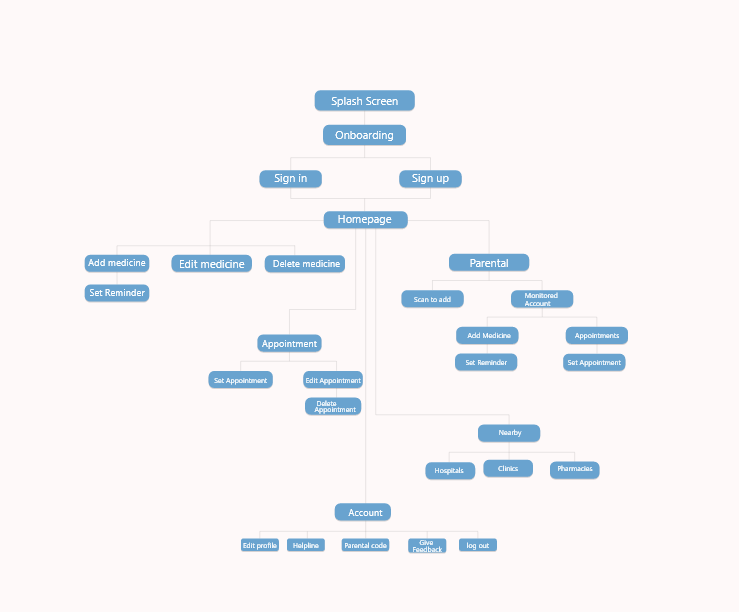 Splash Screen
Onboarding
Sign in
Sign up
Homepage
Add medicine
Edit medicine
Delete medicine
Parental
Set Reminder
Scan to add
Monitored
Account
Add Medicine
Appointments
Appointment
Set Reminder
Set Appointment
Set Appointment
Edit Appointment
Delete
Appointment
Nearby
Hospitals
Clinics
Pharmacies
Account
Edit profile
Helpline
Parental code
Give
Feedback
log out